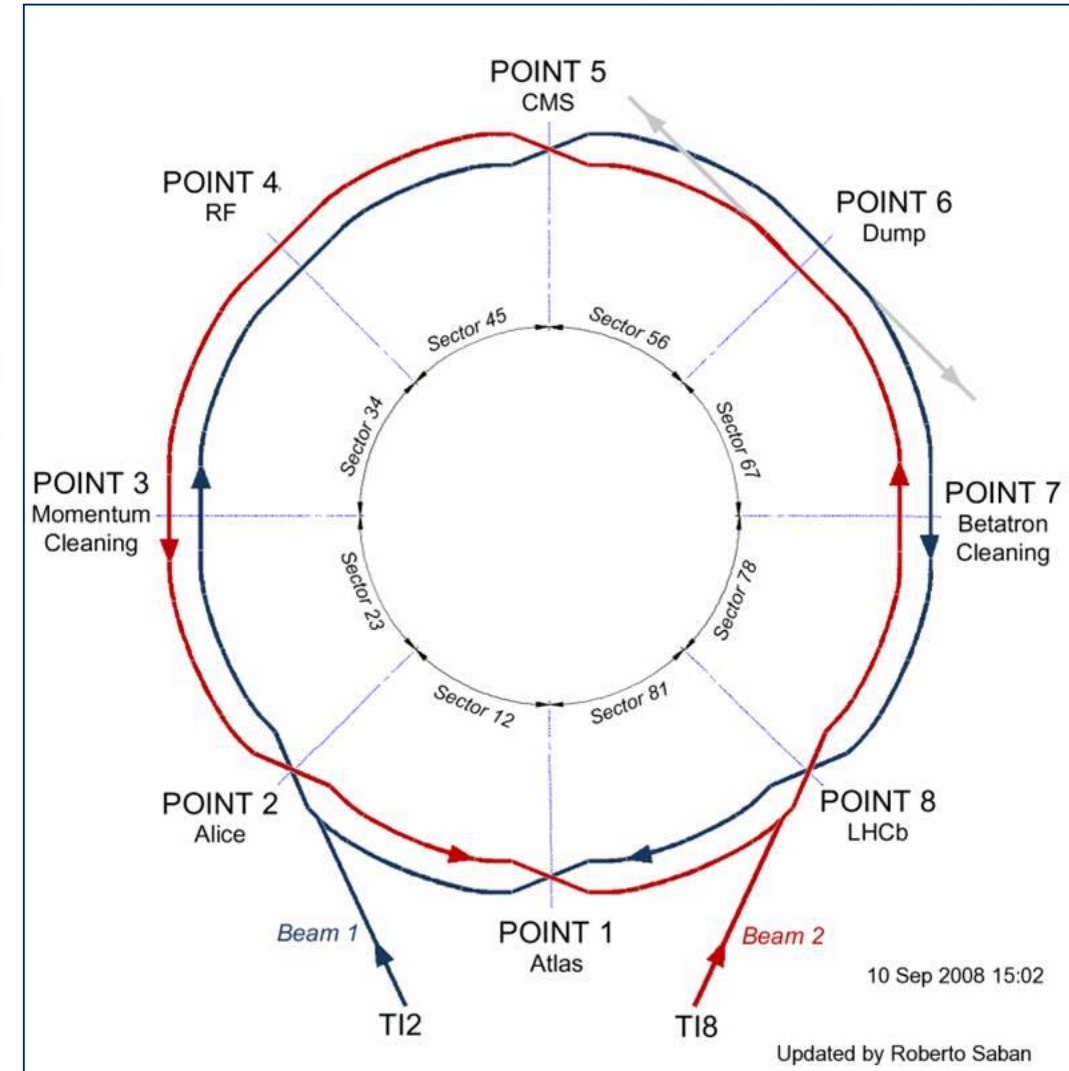 POINT 5
CMS
POINT 4.
RF
POINT 6
Dump
Sector 45
Sector 56
Sector 34
Sector 67
POINT 3
Momentum
Cleaning
POINT 7
Betatron
Cleaning
Sector 23
Sector 78
Sector 12
Sector 81
POINT 2
Alice
POINT 8
LHCb
Beam 1
POINT 1
Atlas
Beam 2
10 Sep 2008 15:02
TI2
TI8
Updated by Roberto Saban